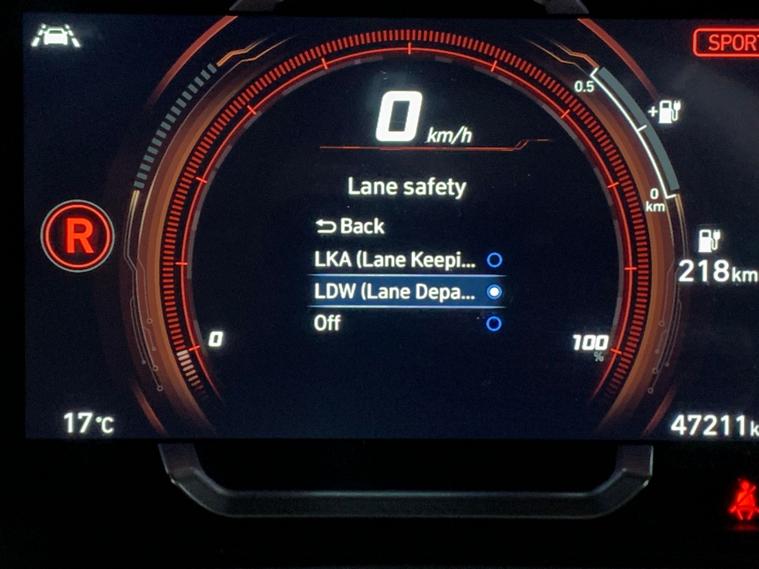 SPORT
0.5
0 km/h
0
km
Lane safety
Back
R
LKA (Lane Keepi...
218km
LDW (Lane Depa...
Off
0
100
%
17°C
47211k